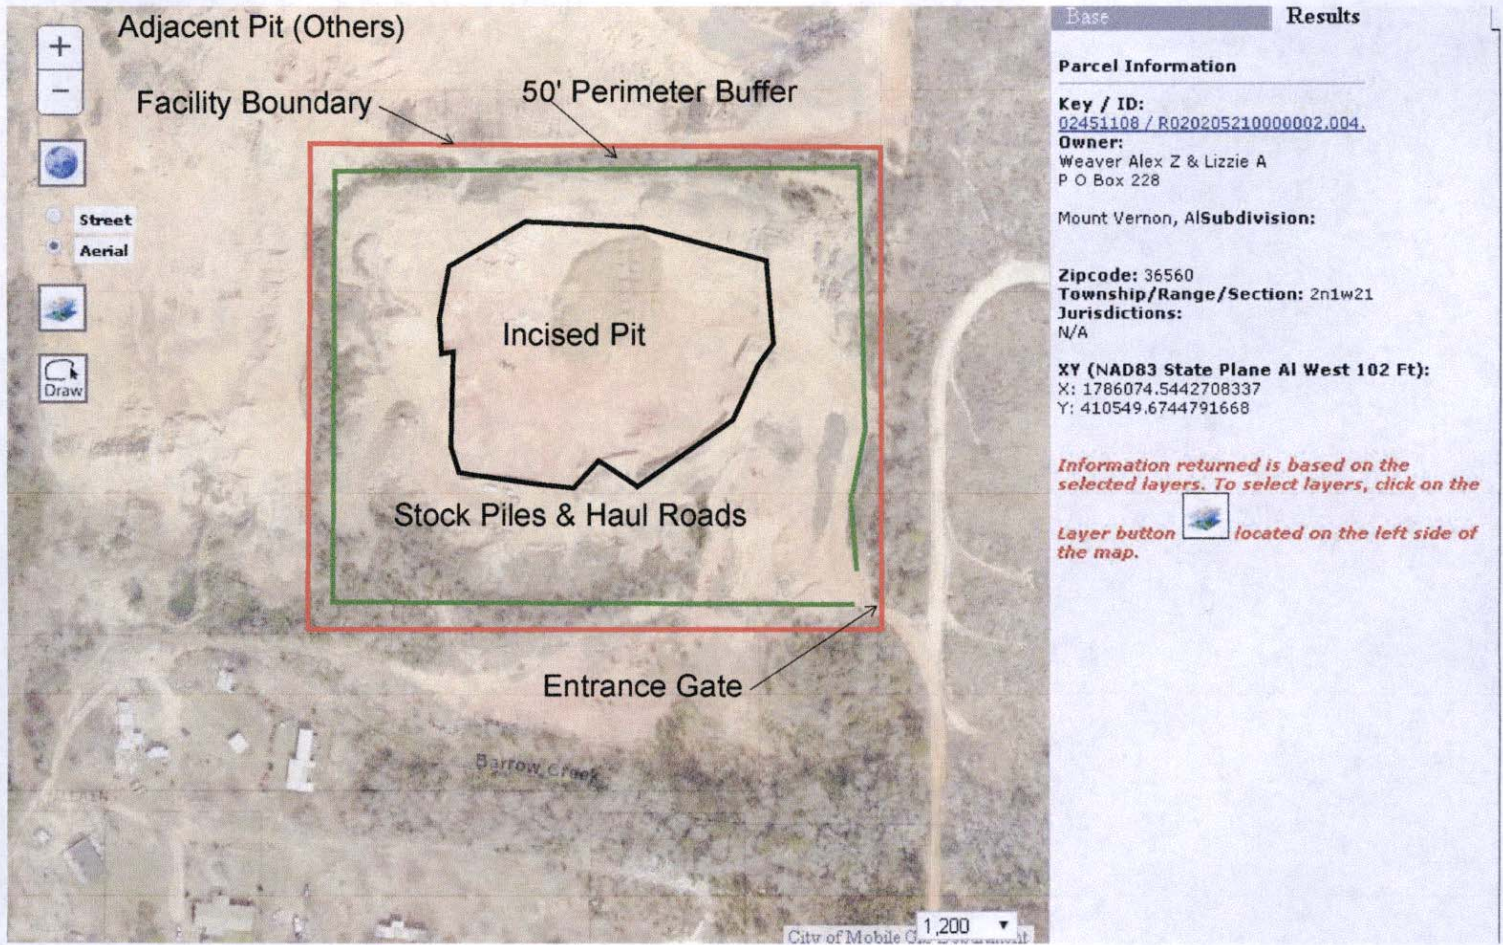 Adjacent Pit (Others)
Facility Boundary
50' Perimeter Buffer
+
−
Street
Aerial
Draw
Incised Pit
Stock Piles & Haul Roads
Entrance Gate
Barrow Creek
1,200
City of Mobile
Base
Results
Parcel Information
Key / ID:
02451108 / R020205210000002.004.
Owner:
Weaver Alex Z & Lizzie A
P O Box 228
Mount Vernon, AlSubdivision:
Zipcode: 36560
Township/Range/Section: 2n1w21
Jurisdictions:
N/A
XY (NAD83 State Plane Al West 102 Ft):
X: 1786074.5442708337
Y: 410549.6744791668
Information returned is based on the
selected layers. To select layers, click on the
Layer button located on the left side of
the map.